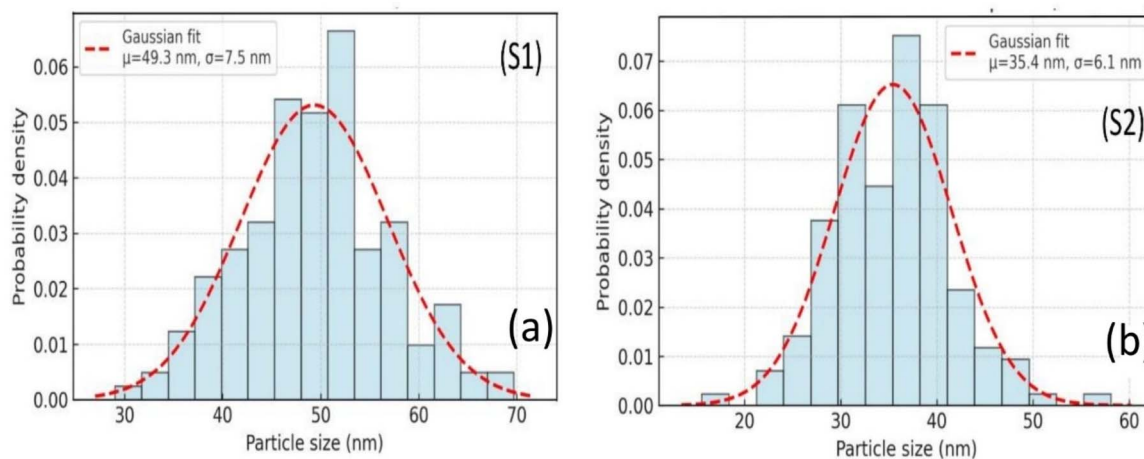 Gaussian fit
μ=49.3 nm, σ=7.5 nm
(S1)
0.06
0.05
0.04
0.03
0.02
0.01
0.00
Probability density
(a)
30 40 50 60 70
Particle size (nm)
Gaussian fit
μ=35.4 nm, σ=6.1 nm
(S2)
0.07
0.06
0.05
0.04
0.03
0.02
0.01
0.00
Probability density
(b
20 30 40 50 60
Particle size (nm)